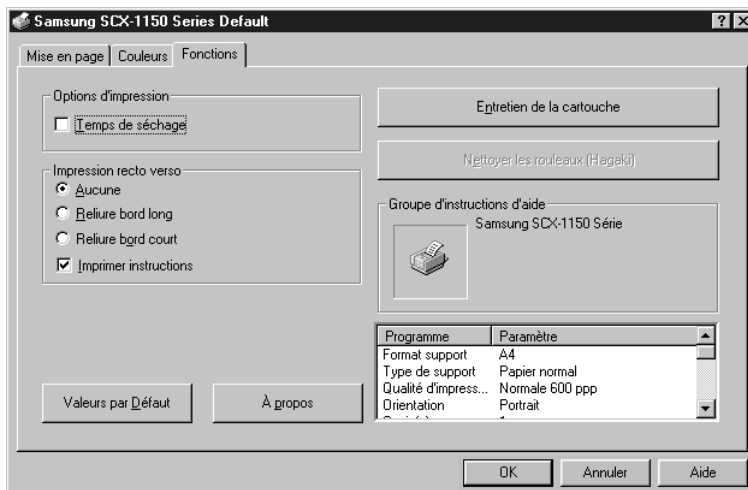 Samsung SCX-1150 Series Default
Mise en page Couleurs Fonctions
Options d'impression
Temps de séchage
Impression recto verso
Aucune
Reliure bord long
Reliure bord court
Imprimer instructions
Valeurs par Défaut
À propos
Entretien de la cartouche
Nettoyer les rouleaux (Hagaki)
Groupe d'instructions d'aide
Samsung SCX-1150 Série
Programme Paramètre
Format support A4
Type de support Papier normal
Qualité d'impress... Normale 600 ppp
Orientation Portrait
OK Annuler Aide